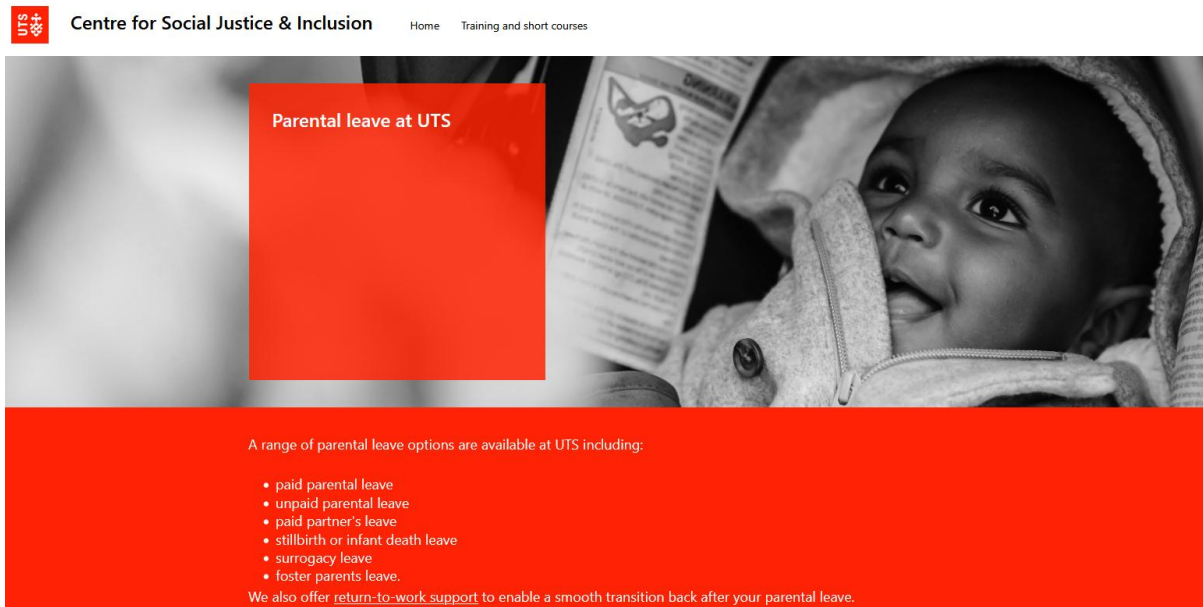 UTS
Centre for Social Justice & Inclusion
Home
Training and short courses
Parental leave at UTS
A range of parental leave options are available at UTS including:
• paid parental leave
• unpaid parental leave
• paid partner's leave
• stillbirth or infant death leave
• surrogacy leave
• foster parents leave.
We also offer return-to-work support to enable a smooth transition back after your parental leave.